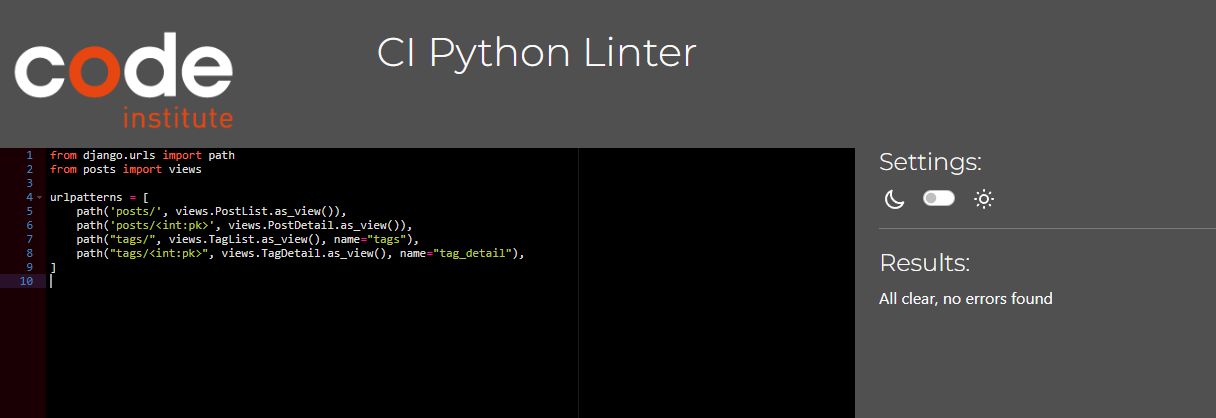 code
institute
CI Python Linter
1 from django.urls import path
2 from posts import views
3
4 urlpatterns = [
5     path('posts/', views.PostList.as_view()),
6     path('posts/<int:pk>', views.PostDetail.as_view()),
7     path("tags/", views.TagList.as_view(), name="tags"),
8     path("tags/<int:pk>", views.TagDetail.as_view(), name="tag_detail"),
9 ]
10
Settings:
Results:
All clear, no errors found